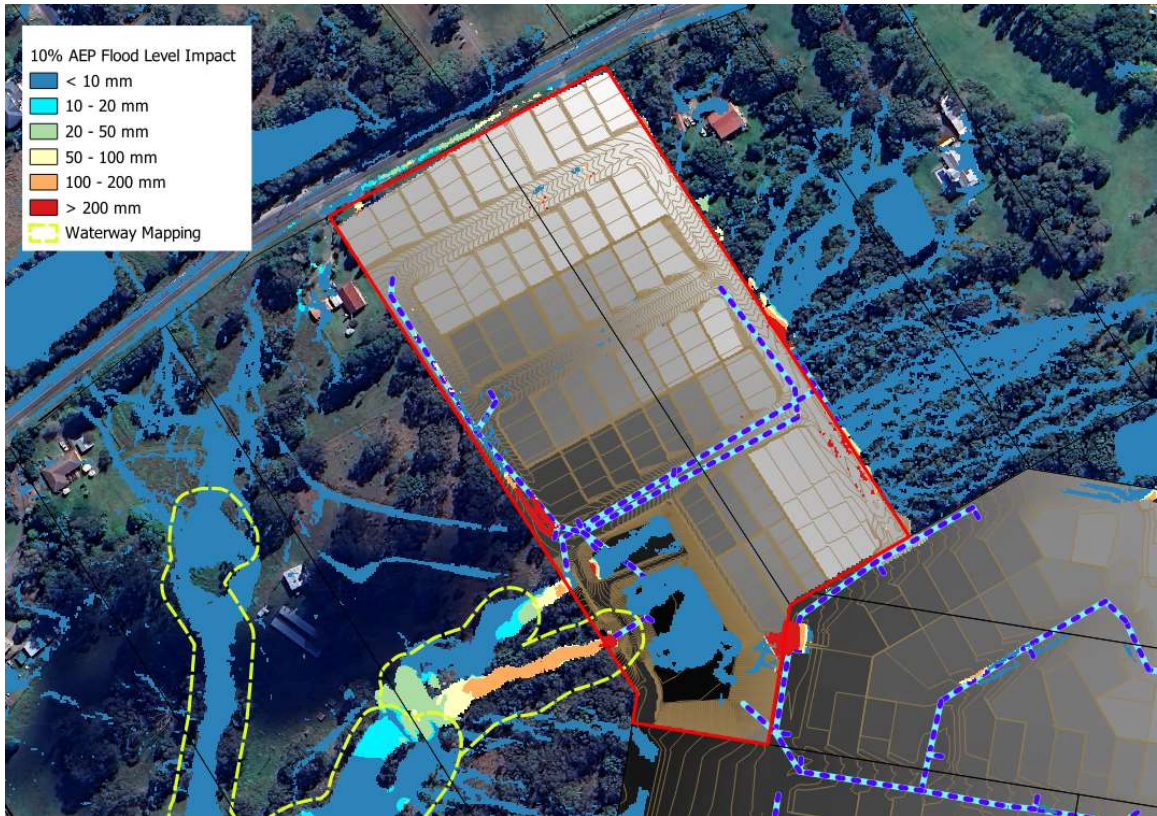 10% AEP Flood Level Impact
< 10 mm
10 - 20 mm
20 - 50 mm
50 - 100 mm
100 - 200 mm
> 200 mm
Waterway Mapping